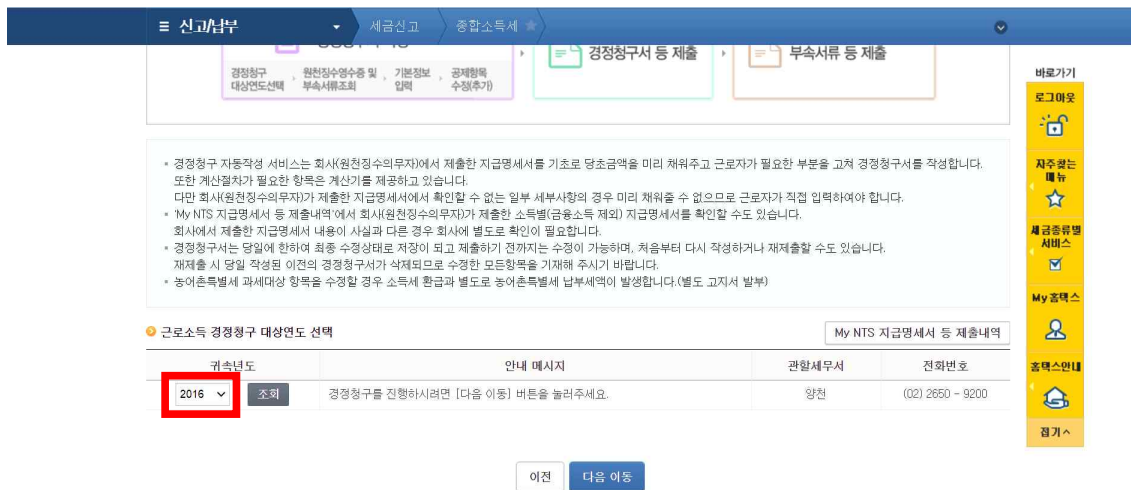 ≡ 신고/납부 세금신고 종합소득세
경정청구서 등 제출
부속서류 등 제출
경정청구 대상연도선택
원천징수영수증 및 부속서류조회
기본정보 입력
공제항목 수정(추가)
• 경정청구 자동작성 서비스는 회사(원천징수의무자)에서 제출한 지급명세서를 기초로 당초금액을 미리 채워주고 근로자가 필요한 부분을 고쳐 경정청구서를 작성합니다.
또한 계산절차가 필요한 항목은 계산기를 제공하고 있습니다.
다만 회사(원천징수의무자)가 제출한 지급명세서에서 확인할 수 없는 일부 세부사항의 경우 미리 채워줄 수 없으므로 근로자가 직접 입력하여야 합니다.
• 'My NTS 지급명세서 등 제출내역'에서 회사(원천징수의무자)가 제출한 소득별(금융소득 제외) 지급명세서를 확인할 수도 있습니다.
회사에서 제출한 지급명세서 내용이 사실과 다른 경우 회사에 별도로 확인이 필요합니다.
• 경정청구서는 당일에 한하여 최종 수정상태로 저장이 되고 제출하기 전까지는 수정이 가능하며, 처음부터 다시 작성하거나 재제출할 수도 있습니다.
재제출 시 당일 작성된 이전의 경정청구서가 삭제되므로 수정한 모든항목을 기재해 주시기 바랍니다.
• 농어촌특별세 과세대상 항목을 수정할 경우 소득세 환급과 별도로 농어촌특별세 납부세액이 발생합니다.(별도 고지서 발부)
근로소득 경정청구 대상연도 선택
My NTS 지급명세서 등 제출내역
귀속년도 안내 메시지 관할세무서 전화번호
2016 조회 경정청구를 진행하시려면 [다음 이동] 버튼을 눌러주세요. 양천 (02) 2650 - 9200
이전 다음 이동
바로가기
로그아웃
자주찾는
메뉴
세금종류별
서비스
My홈택스
홈택스안내
접기 ^